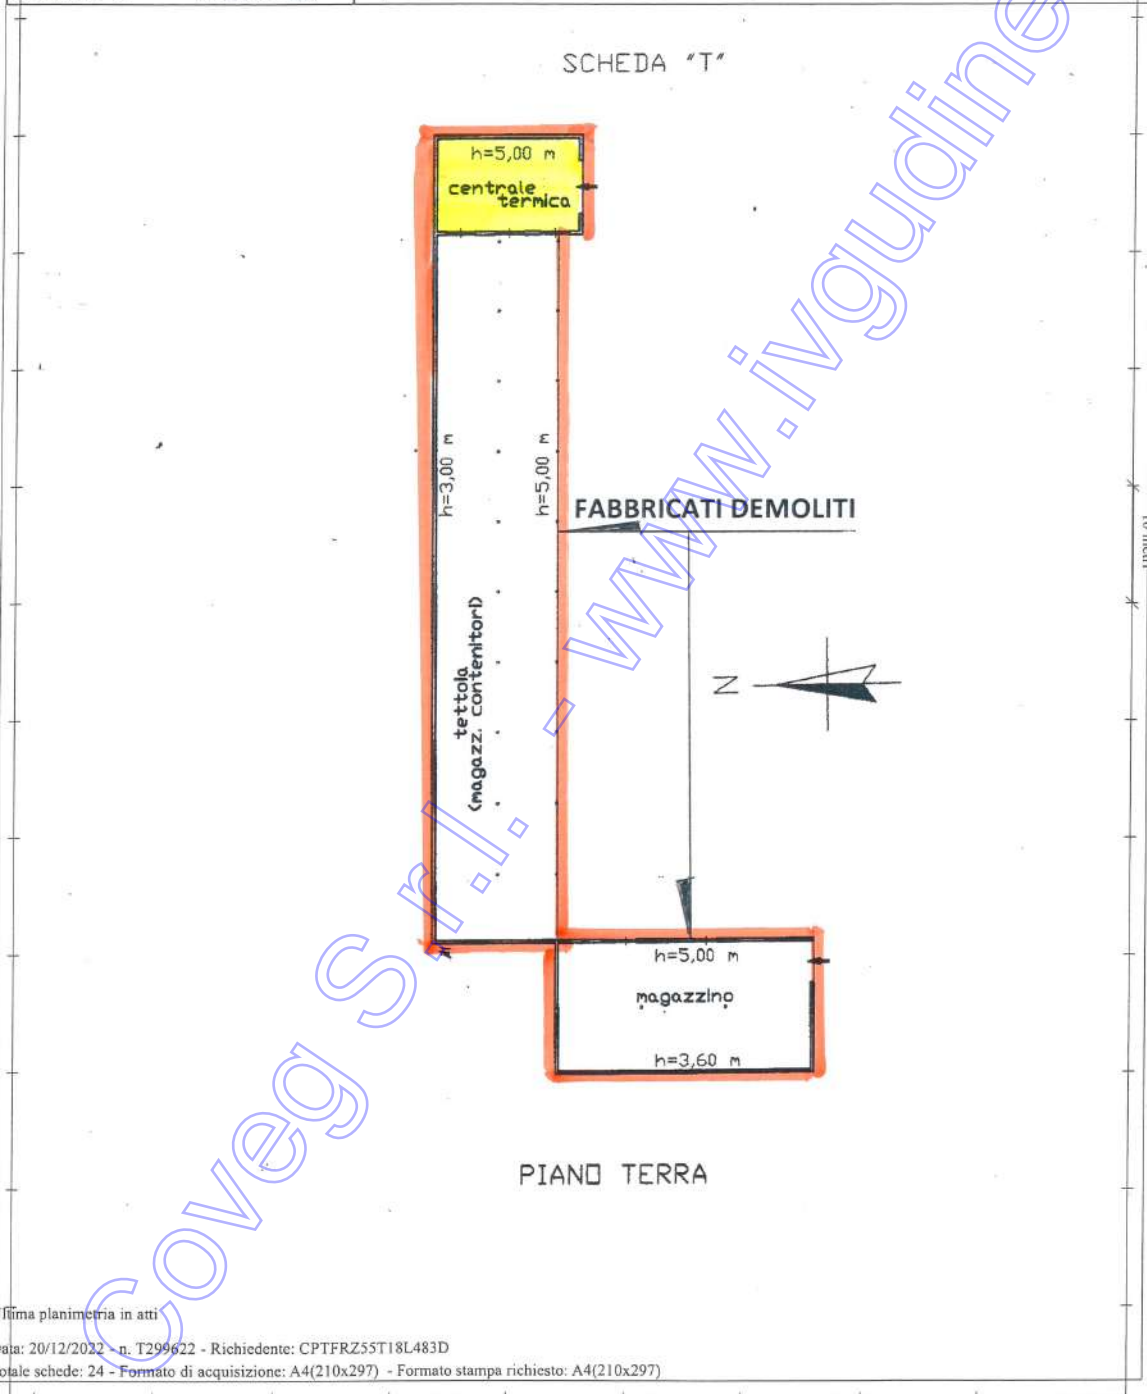 SCHEDA "T"
h=5,00 m
centrale
termica
h=3,00 m
h=5,00 m
FABBRICATI DEMOLITI
tettoia
(magazz. contenitori)
N
h=5,00 m
magazzino
h=3,60 m
PIANO TERRA
Coveg S.r.l. - www.ivgudine
ltima planimetria in atti
ata: 20/12/2022 - n. T299622 - Richiedente: CPTFRZ55T18L483D
otale schede: 24 - Formato di acquisizione: A4(210x297) - Formato stampa richiesto: A4(210x297)